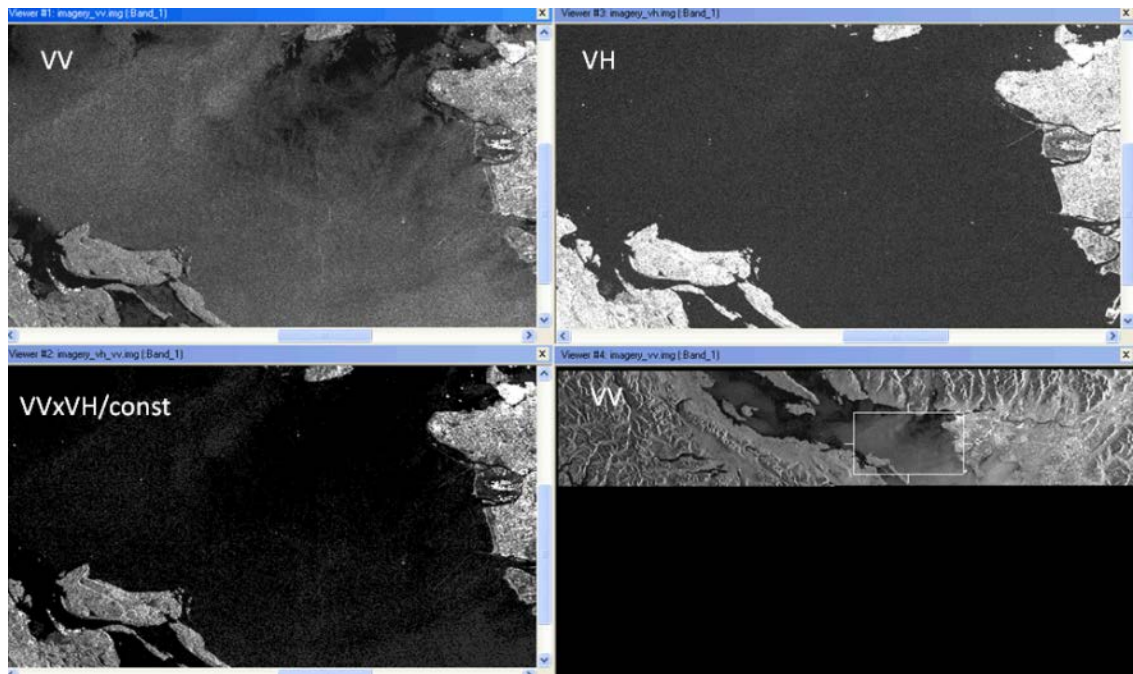 Viewer #1: imagery_vv.img (:Band_1)
X
VV
Viewer #3: imagery_vh.img (:Band_1)
X
VH
Viewer #2: imagery_vh_vv.img (:Band_1)
X
VVxVH/const
Viewer #4: imagery_vv.img (:Band_1)
X
VV